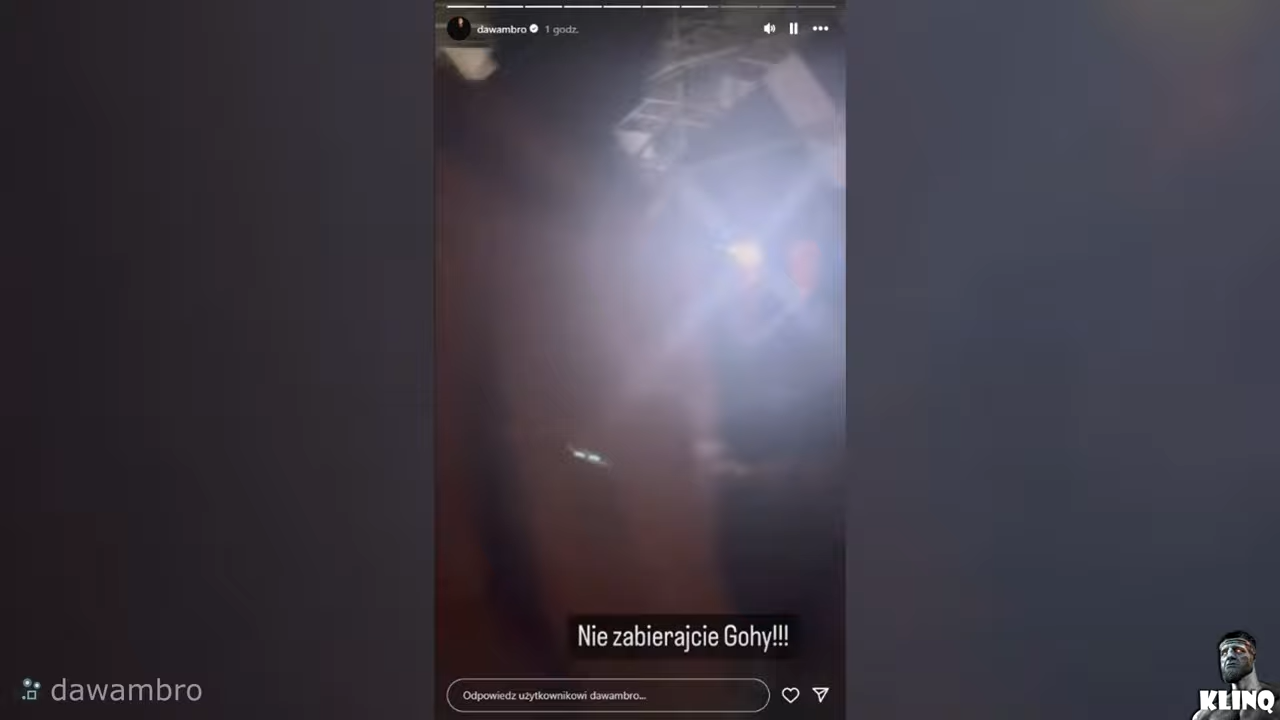 dawambro 1 godz.
Nie zabierajcie Gohy!!!
Odpowiedz użytkownikowi dawambro...
dawambro
KLINQ